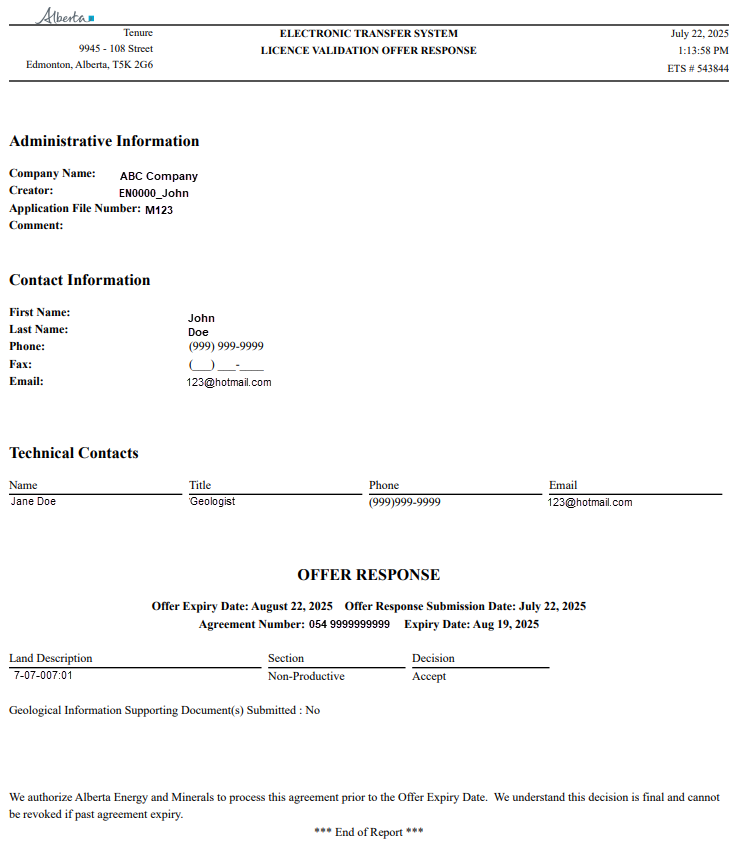 Alberta
Tenure
9945 - 108 Street
Edmonton, Alberta, T5K 2G6
ELECTRONIC TRANSFER SYSTEM
LICENCE VALIDATION OFFER RESPONSE
July 22, 2025
1:13:58 PM
ETS # 543844
Administrative Information
Company Name: ABC Company
Creator: EN0000_John
Application File Number: M123
Comment:
Contact Information
First Name: John
Last Name: Doe
Phone: (999) 999-9999
Fax: (___) ___-____
Email: 123@hotmail.com
Technical Contacts
Name Title Phone Email
Jane Doe Geologist (999)999-9999 123@hotmail.com
OFFER RESPONSE
Offer Expiry Date: August 22, 2025 Offer Response Submission Date: July 22, 2025
Agreement Number: 054 9999999999 Expiry Date: Aug 19, 2025
Land Description Section Decision
7-07-007:01 Non-Productive Accept
Geological Information Supporting Document(s) Submitted : No
We authorize Alberta Energy and Minerals to process this agreement prior to the Offer Expiry Date. We understand this decision is final and cannot
be revoked if past agreement expiry.
*** End of Report ***